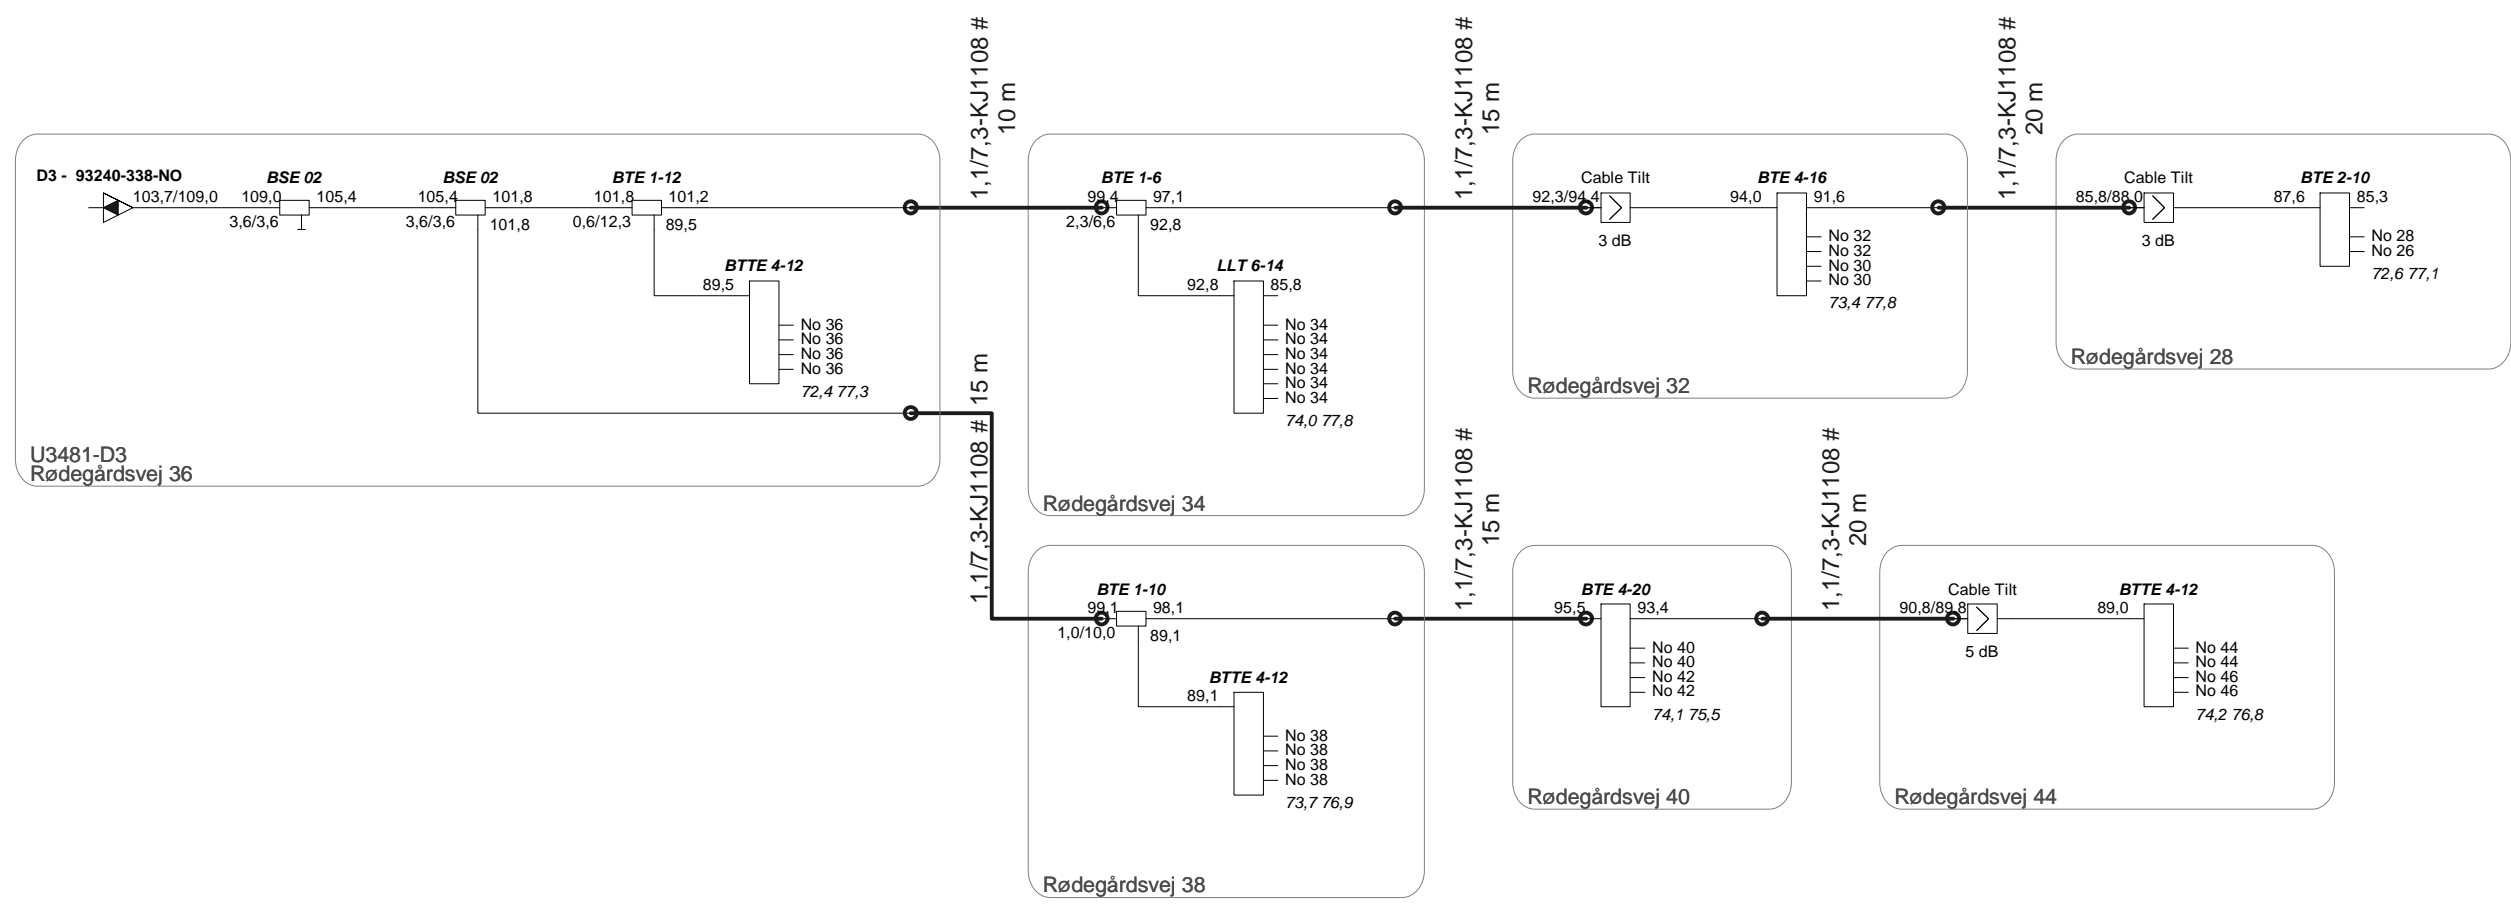 1,1/7,3-KJ1108 #
10 m
1,1/7,3-KJ1108 #
15 m
1,1/7,3-KJ1108 #
20 m
D3 - 93240-338-NO
103,7/109,0
BSE 02
109,0
105,4
3,6/3,6
BSE 02
105,4
101,8
3,6/3,6
101,8
BTE 1-12
101,8
101,2
0,6/12,3
89,5
BTTE 4-12
89,5
No 36
No 36
No 36
No 36
72,4 77,3
U3481-D3
Rødegårdsvej 36
BTE 1-6
99,4
97,1
2,3/6,6
92,8
LLT 6-14
92,8
85,8
No 34
No 34
No 34
No 34
No 34
No 34
74,0 77,8
Rødegårdsvej 34
Cable Tilt
92,3/94,4
3 dB
BTE 4-16
94,0
91,6
No 32
No 32
No 30
No 30
73,4 77,8
Rødegårdsvej 32
Cable Tilt
85,8/88,0
3 dB
BTE 2-10
87,6
85,3
No 28
No 26
72,6 77,1
Rødegårdsvej 28
1,1/7,3-KJ1108 #
15 m
1,1/7,3-KJ1108 #
15 m
1,1/7,3-KJ1108 #
20 m
BTE 1-10
99,1
98,1
1,0/10,0
89,1
BTTE 4-12
89,1
No 38
No 38
No 38
No 38
73,7 76,9
Rødegårdsvej 38
BTE 4-20
95,5
93,4
No 40
No 40
No 42
No 42
74,1 75,5
Rødegårdsvej 40
Cable Tilt
90,8/89,8
5 dB
BTTE 4-12
89,0
No 44
No 44
No 46
No 46
74,2 76,8
Rødegårdsvej 44